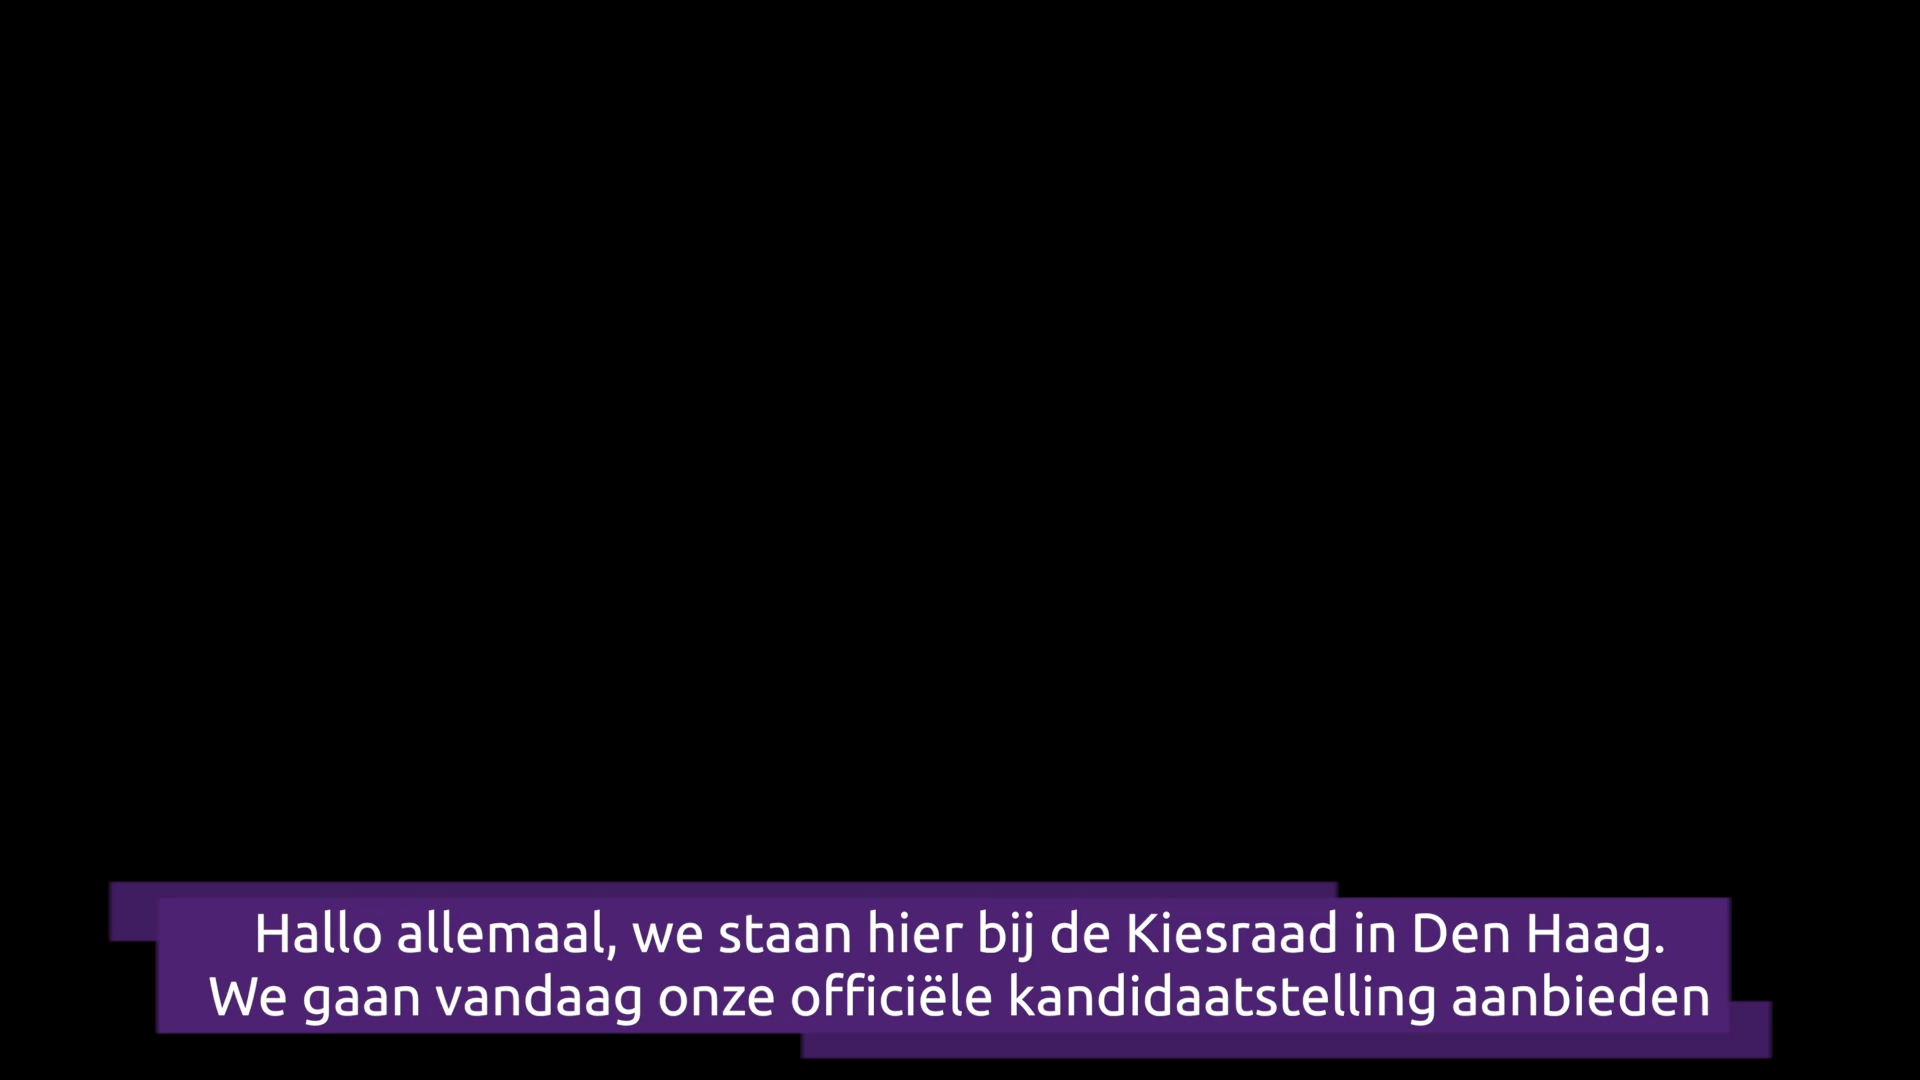 Hallo allemaal, we staan hier bij de Kiesraad in Den Haag.
We gaan vandaag onze officiële kandidaatstelling aanbieden